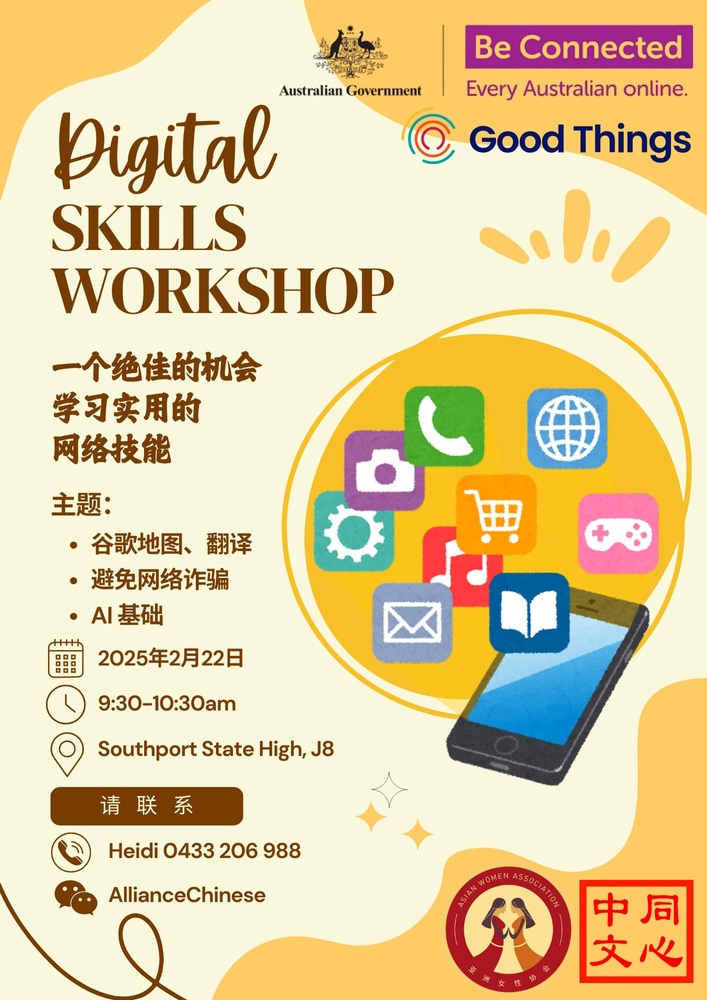 Australian Government
Be Connected
Every Australian online.
Good Things
Digital
SKILLS
WORKSHOP
一个绝佳的机会
学习实用的
网络技能
主题：
• 谷歌地图、翻译
• 避免网络诈骗
• AI 基础
2025年2月22日
9:30-10:30am
Southport State High, J8
请 联 系
Heidi 0433 206 988
AllianceChinese
ASIAN WOMEN ASSOCIATION
亚洲女性协会
中同
文心